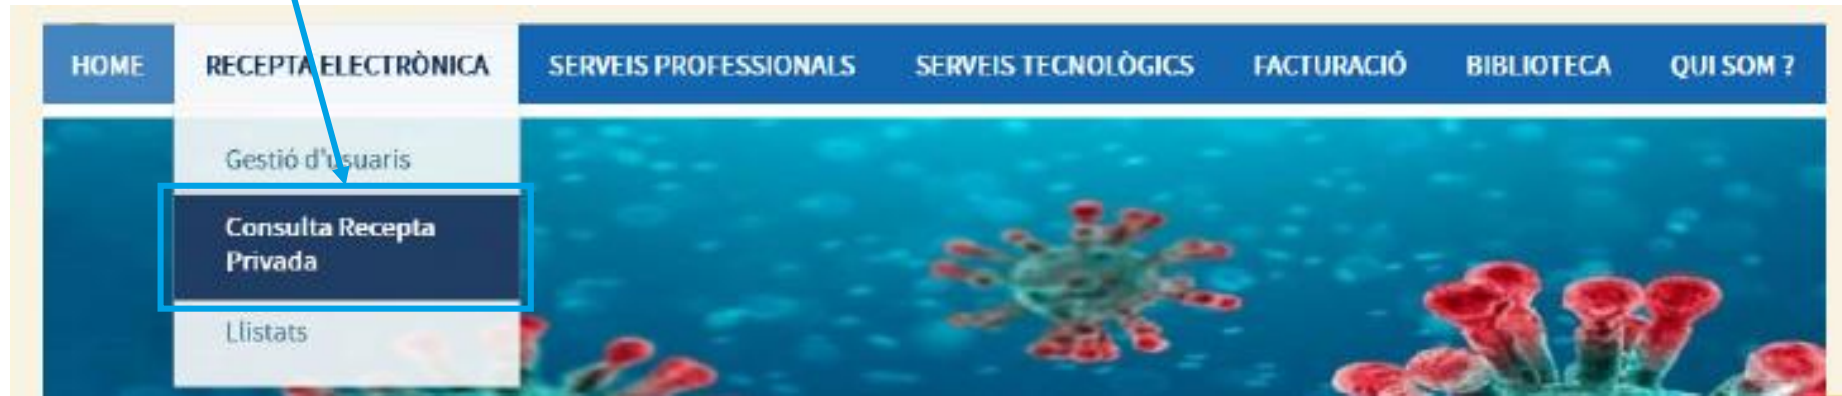 HOME RECEPTA ELECTRÒNICA SERVEIS PROFESSIONALS SERVEIS TECNOLÒGICS FACTURACIÓ BIBLIOTECA QUI SOM ?
Gestió d'usuaris
Consulta Recepta
Privada
Llistats